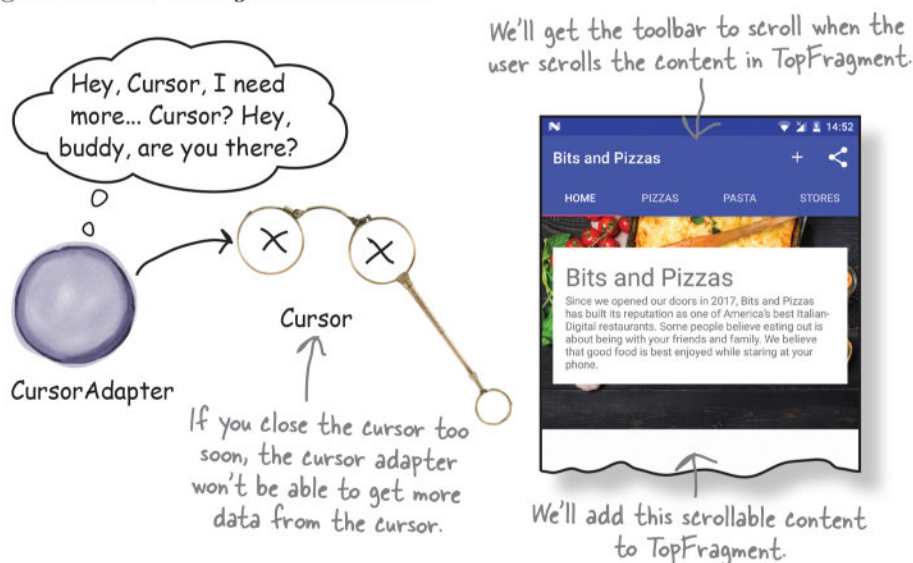 We'll get the toolbar to scroll when the
user scrolls the content in TopFragment.
Hey, Cursor, I need
more... Cursor? Hey,
buddy, are you there?
CursorAdapter
Cursor
If you close the cursor too
soon, the cursor adapter
won't be able to get more
data from the cursor.
14:52
Bits and Pizzas +
HOME PIZZAS PASTA STORES
Bits and Pizzas
Since we opened our doors in 2017, Bits and Pizzas
has built its reputation as one of America's best Italian-
Digital restaurants. Some people believe eating out is
about being with your friends and family. We believe
that good food is best enjoyed while staring at your
phone.
We'll add this scrollable content
to TopFragment.